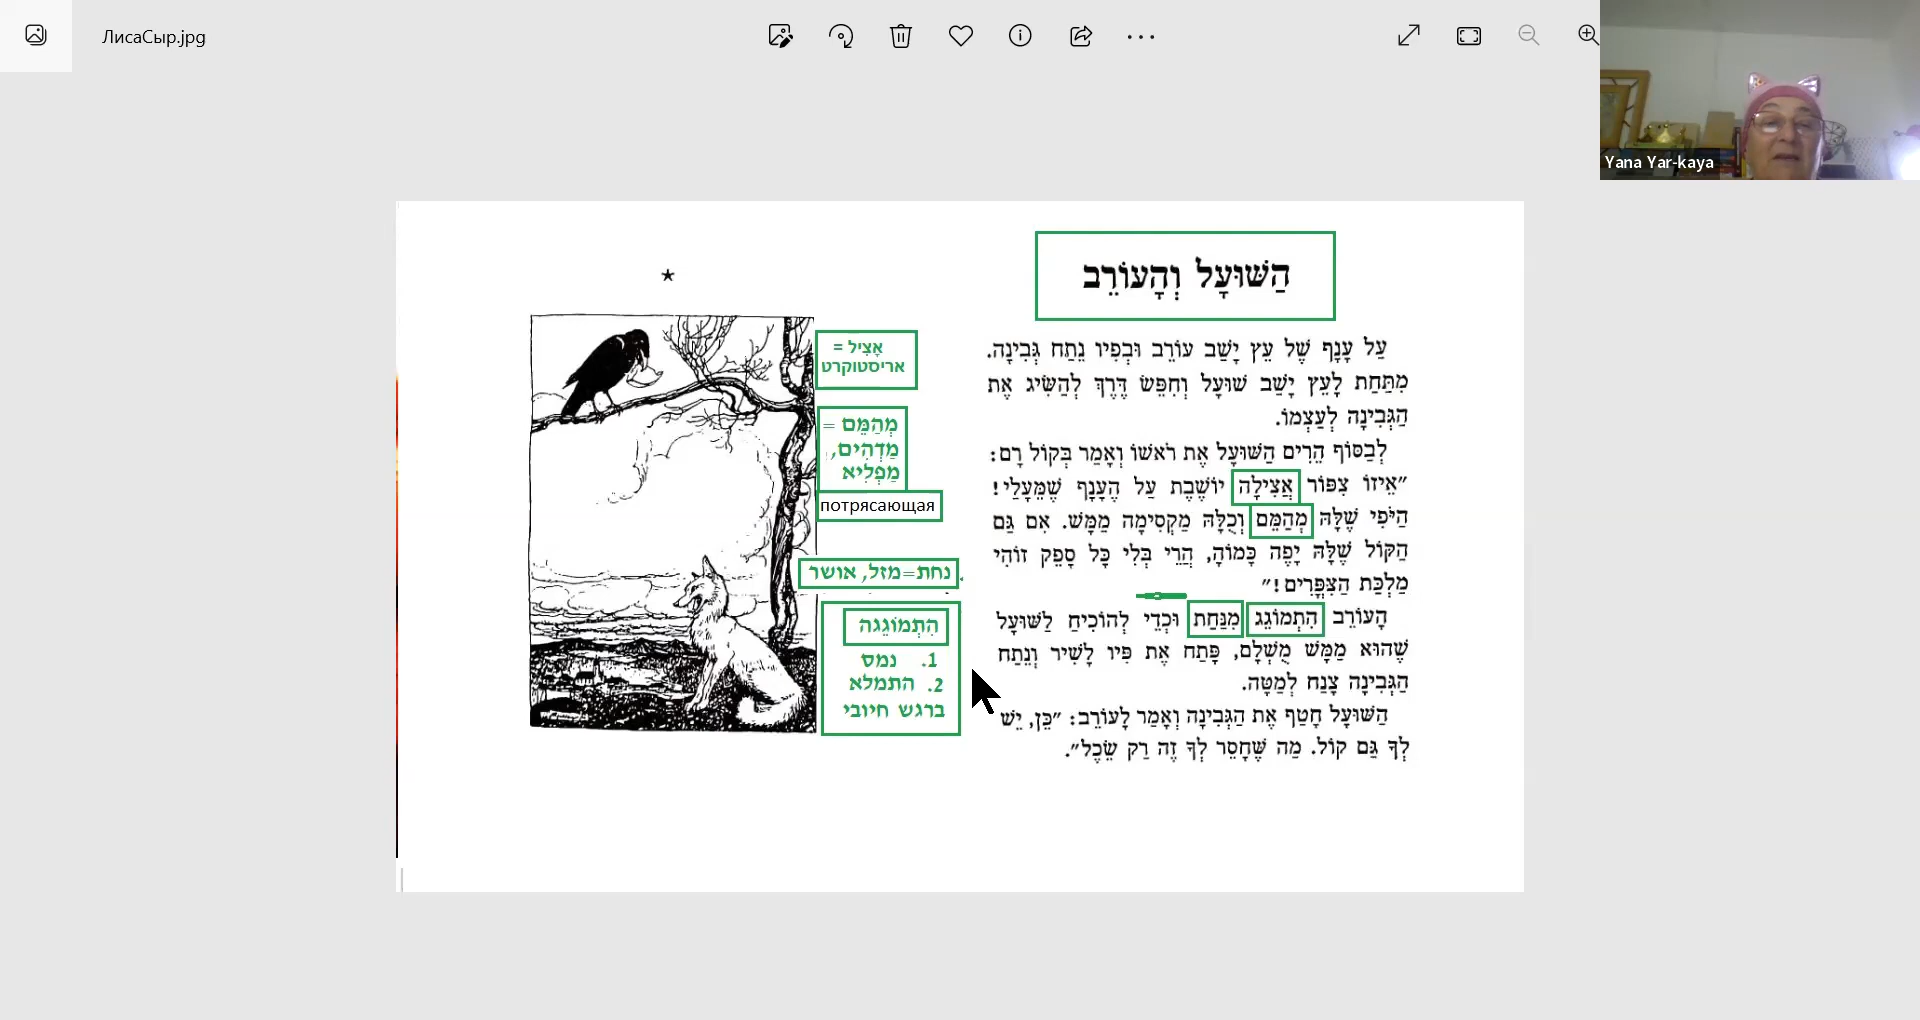 ЛисаСыр.jpg
Yana Yar-kaya
הַשּׁוּעָל וְהָעוֹרֵב
עַל עָנָף שֶׁל עֵץ יָשַׁב עוֹרֵב וּבְפִיו נֵתַח גְּבִינָה.
מִתַּחַת לָעֵץ יָשַׁב שׁוּעָל וְחִפֵּשׂ דֶּרֶךְ לְהַשִּׂיג אֶת
הַגְּבִינָה לְעַצְמוֹ.
לְבַסּוֹף הֵרִים הַשּׁוּעָל אֶת רֹאשׁוֹ וְאָמַר בְּקוֹל רָם:
"אֵיזוֹ צִפּוֹר אֲצִילָה יוֹשֶׁבֶת עַל הֶעָנָף שֶׁמֵּעָלַי!
הַיֹּפִי שֶׁלָּהּ מְהַמֵּם וְכֻלָּהּ מַקְסִימָה מַמָּשׁ. אִם גַּם
הַקּוֹל שֶׁלָּהּ יָפֶה כָּמוֹהָ, הֲרֵי בְּלִי כָּל סָפֵק זוֹהִי
מַלְכַּת הַצִּפֳּרִים!"
הָעוֹרֵב הִתְמוֹגֵג מִנַּחַת וּכְדֵי לְהוֹכִיחַ לַשּׁוּעָל
שֶׁהוּא מַמָּשׁ מֻשְׁלָם, פָּתַח אֶת פִּיו לָשִׁיר וְנֵתַח
הַגְּבִינָה צָנַח לְמַטָּה.
הַשּׁוּעָל חָטַף אֶת הַגְּבִינָה וְאָמַר לָעוֹרֵב: "כֵּן, יֵשׁ
לְךָ גַּם קוֹל. מַה שֶּׁחָסֵר לְךָ זֶה רַק שֵׂכֶל".
אָצִיל =
אריסטוקרט
מְהַמֵּם =
מַדְהִים,
מַפְלִיא
потрясающая
נחת=מזל, אושר
הִתְמוֹגֵגה
1. נמס
2. התמלא
ברגש חיובי